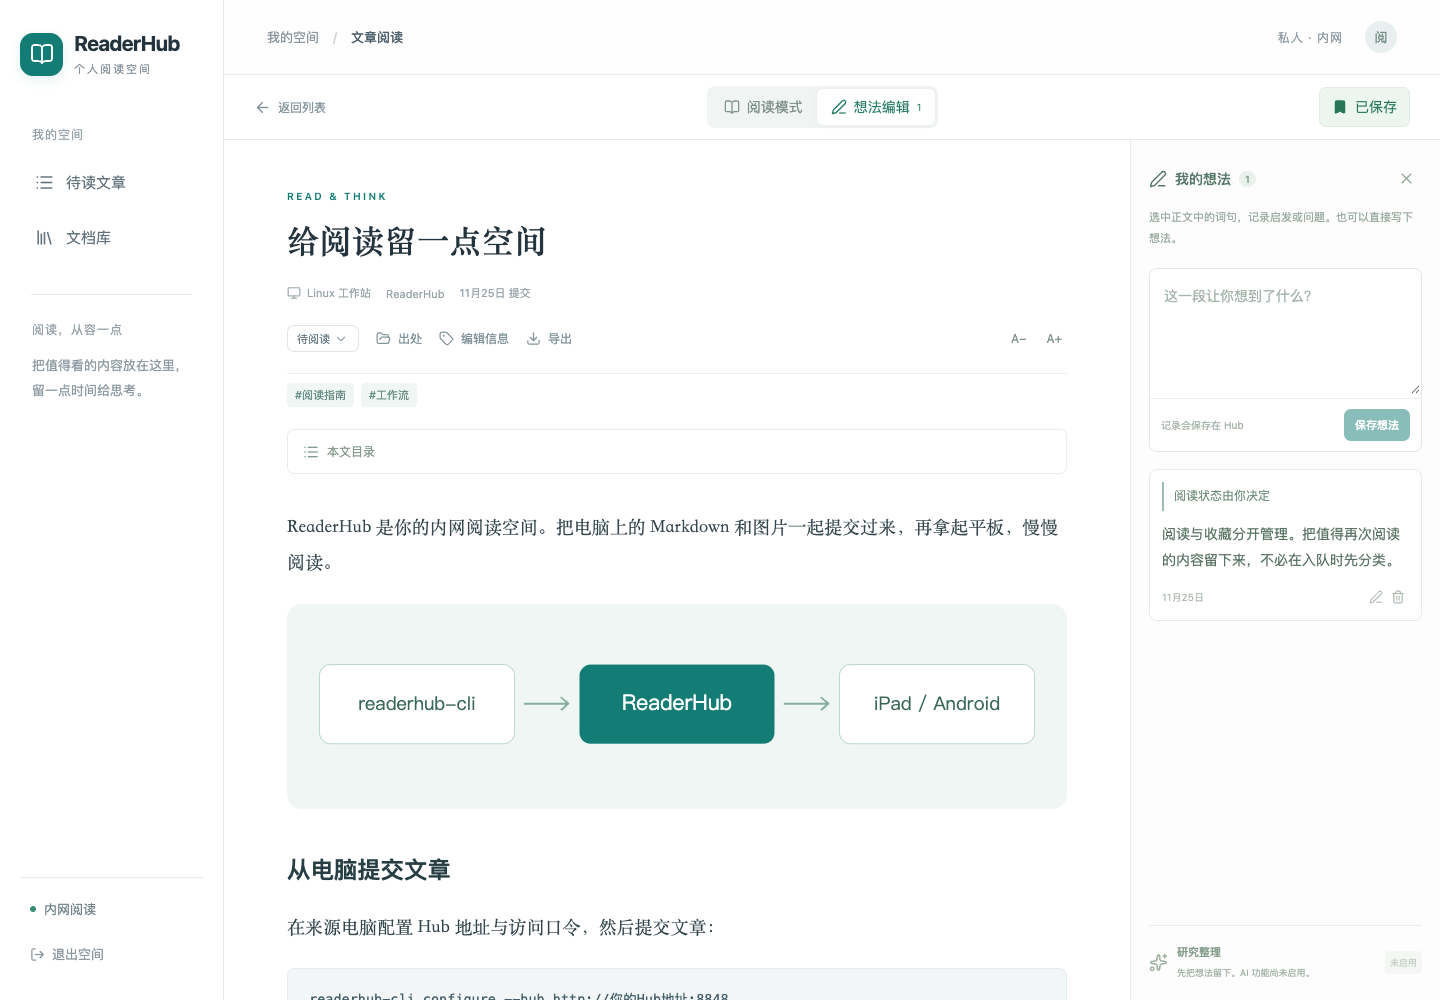 ReaderHub
个人阅读空间
我的空间
待读文章
文档库
阅读，从容一点
把值得看的内容放在这里，
留一点时间给思考。
内网阅读
退出空间
我的空间 / 文章阅读
私人 · 内网
阅
返回列表
阅读模式
想法编辑 1
已保存
READ & THINK
给阅读留一点空间
Linux 工作站 ReaderHub 11月25日 提交
待阅读 出处 编辑信息 导出 A− A+
#阅读指南 #工作流
本文目录
ReaderHub 是你的内网阅读空间。把电脑上的 Markdown 和图片一起提交过来，再拿起平板，慢慢
阅读。
readerhub-cli
ReaderHub
iPad / Android
从电脑提交文章
在来源电脑配置 Hub 地址与访问口令，然后提交文章：
readerhub-cli configure --hub http://你的Hub地址:8848
我的想法 1
选中正文中的词句，记录启发或问题。也可以直接写下
想法。
这一段让你想到了什么？
记录会保存在 Hub
保存想法
阅读状态由你决定
阅读与收藏分开管理。把值得再次阅读
的内容留下来，不必在入队时先分类。
11月25日
研究整理
先把想法留下。AI 功能尚未启用。
未启用